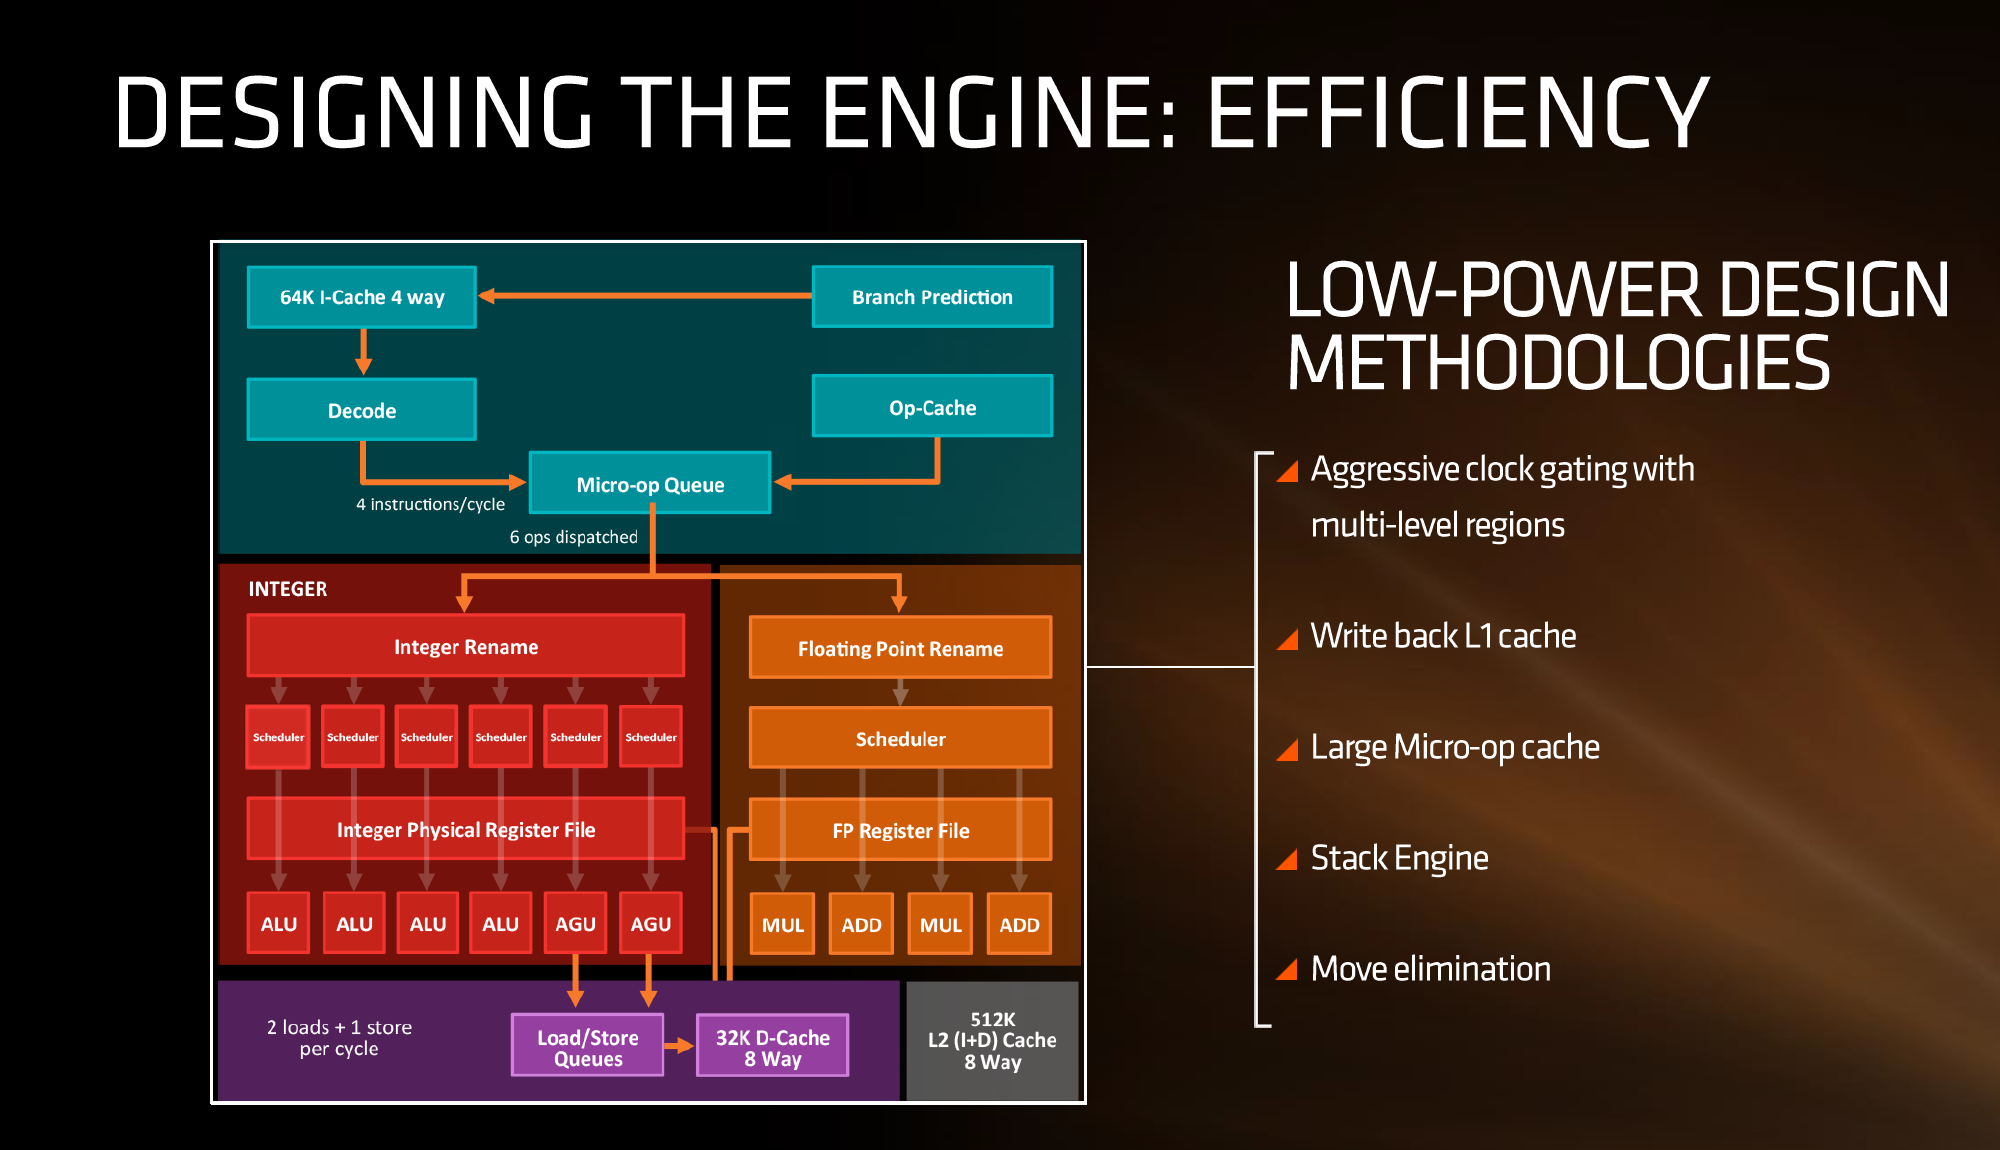 DESIGNING THE ENGINE: EFFICIENCY
64K I-Cache 4 way
Branch Prediction
Decode
Op-Cache
Micro-op Queue
4 instructions/cycle
6 ops dispatched
INTEGER
Integer Rename
Floating Point Rename
Scheduler
Scheduler
Scheduler
Scheduler
Scheduler
Scheduler
Scheduler
Integer Physical Register File
FP Register File
ALU
ALU
ALU
ALU
AGU
AGU
MUL
ADD
MUL
ADD
2 loads + 1 store
per cycle
Load/Store
Queues
32K D-Cache
8 Way
512K
L2 (I+D) Cache
8 Way
LOW-POWER DESIGN
METHODOLOGIES
Aggressive clock gating with
multi-level regions
Write back L1 cache
Large Micro-op cache
Stack Engine
Move elimination